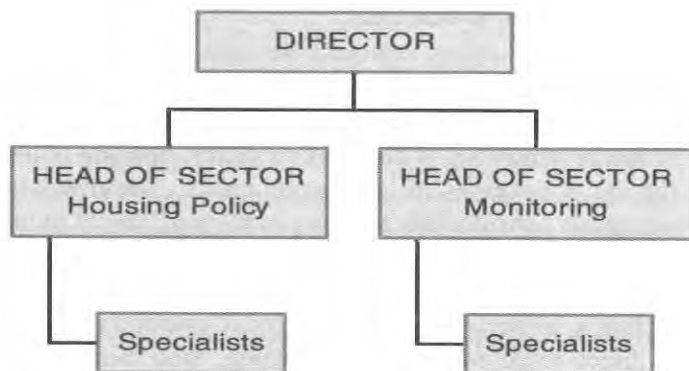 DIRECTOR
HEAD OF SECTOR
Housing Policy
HEAD OF SECTOR
Monitoring
Specialists
Specialists